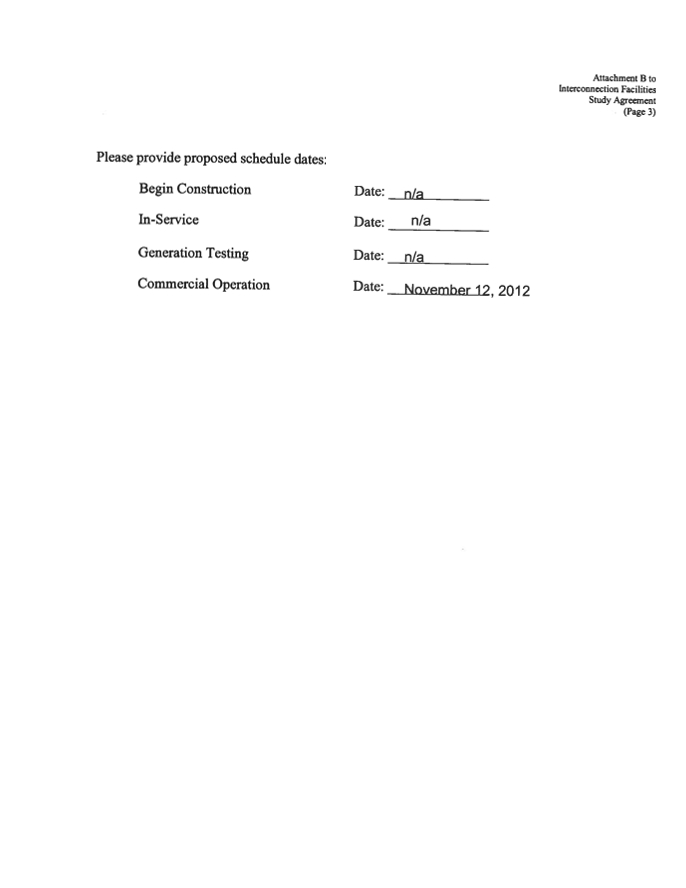 Attachment B to
Interconnection Facilities
Study Agreement
(Page 3)
Please provide proposed schedule dates:
Begin Construction Date: n/a
In-Service Date: n/a
Generation Testing Date: n/a
Commercial Operation Date: November 12, 2012